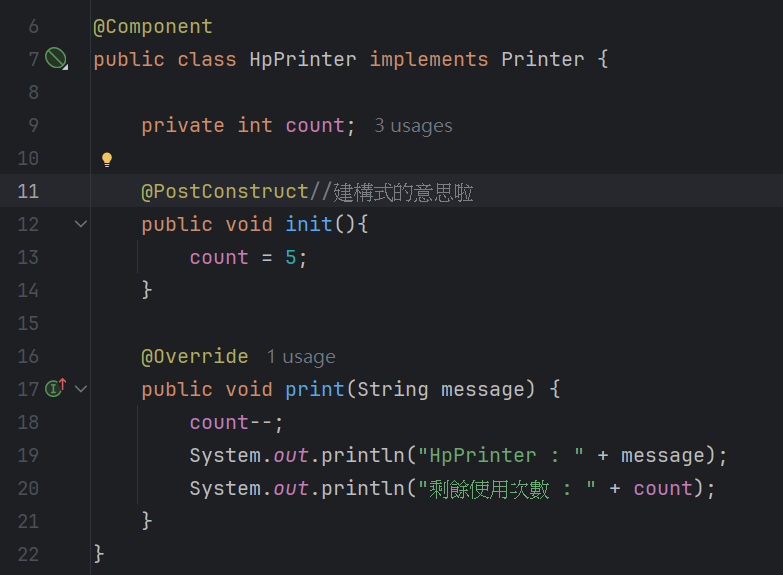 6 @Component
7 public class HpPrinter implements Printer {
8
9 private int count; 3 usages
10
11 @PostConstruct//建構式的意思啦
12 public void init(){
13 count = 5;
14 }
15
16 @Override 1 usage
17 public void print(String message) {
18 count--;
19 System.out.println("HpPrinter : " + message);
20 System.out.println("剩餘使用次數 : " + count);
21 }
22 }